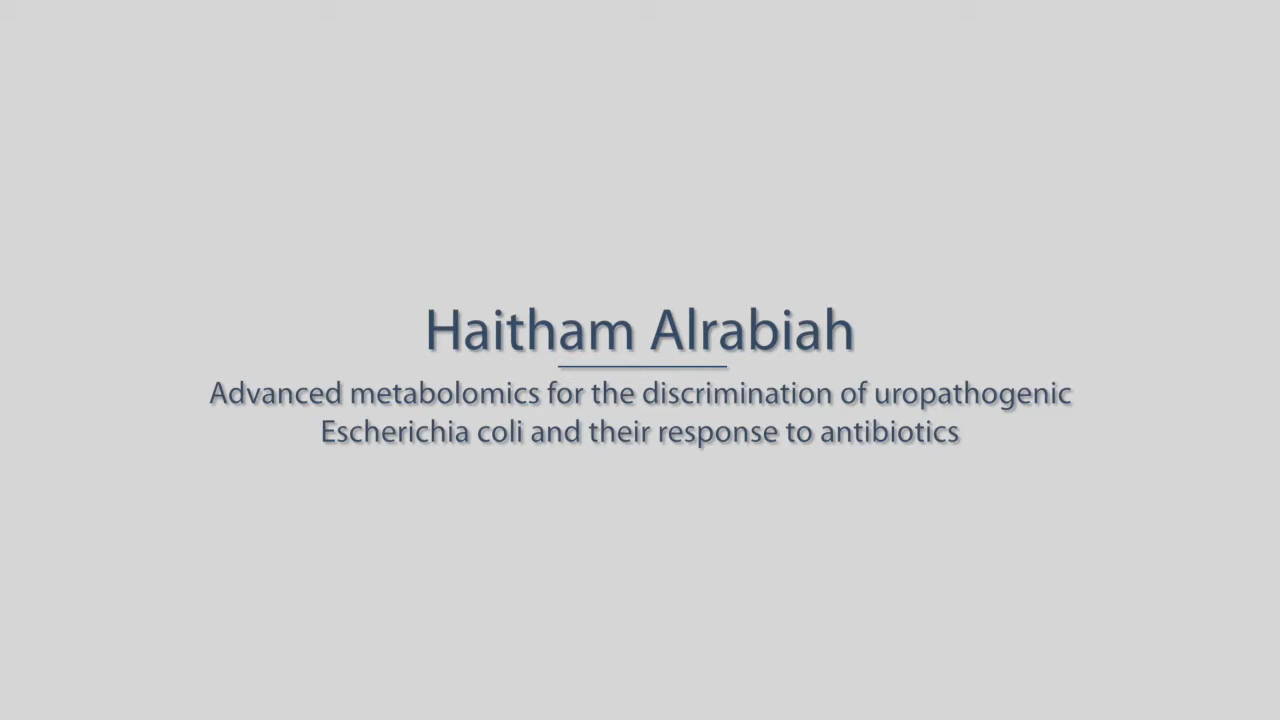 Haitham Alrabiah
Advanced metabolomics for the discrimination of uropathogenic
Escherichia coli and their response to antibiotics